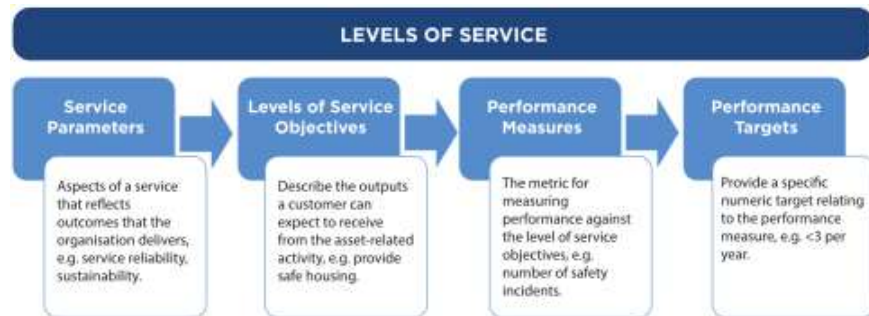 LEVELS OF SERVICE
Service
Parameters
Aspects of a service
that reflects
outcomes that the
organisation delivers,
e.g. service reliability,
sustainability.
Levels of Service
Objectives
Describe the outputs
a customer can
expect to receive
from the asset-related
activity, e.g. provide
safe housing.
Performance
Measures
The metric for
measuring
performance against
the level of service
objectives, e.g.
number of safety
incidents.
Performance
Targets
Provide a specific
numeric target relating
to the performance
measure, e.g. <3 per
year.